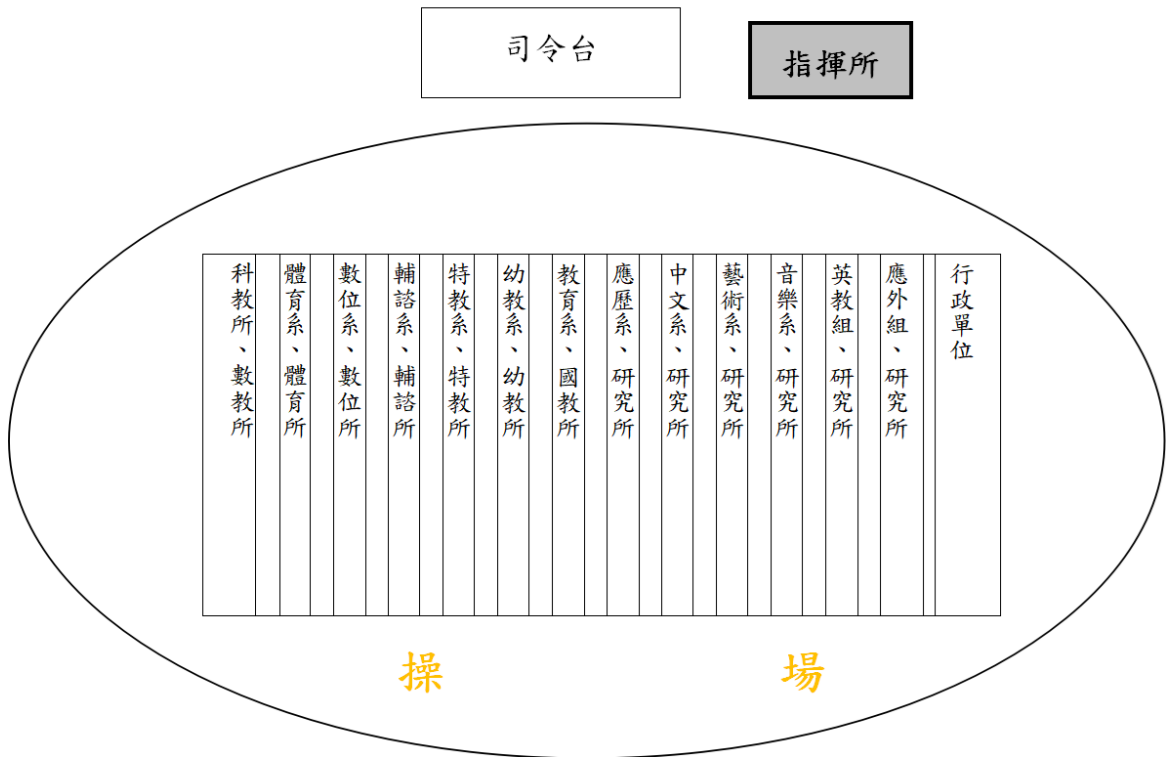 司令台
指揮所
行政單位
應外組、研究所
英教組、研究所
音樂系、研究所
藝術系、研究所
中文系、研究所
應歷系、研究所
教育系、國教所
幼教系、幼教所
特教系、特教所
輔諮系、輔諮所
數位系、數位所
體育系、體育所
科教所、數教所
操場